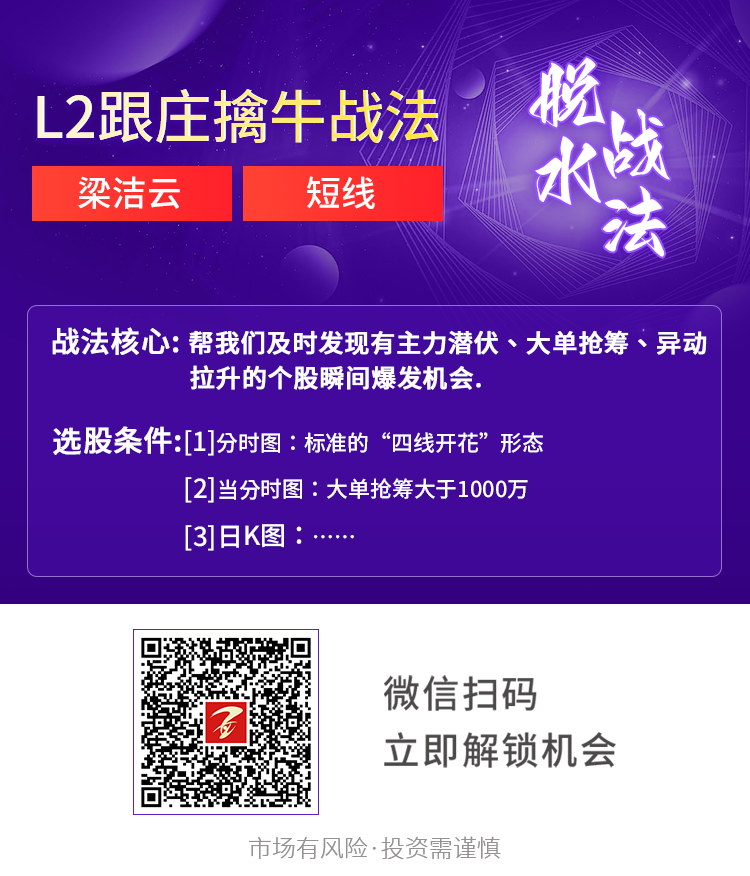 L2跟庄擒牛战法
梁洁云
短线
脱水
战法
战法核心: 帮我们及时发现有主力潜伏、大单抢筹、异动
拉升的个股瞬间爆发机会.
选股条件:[1]分时图：标准的“四线开花”形态
[2]当分时图：大单抢筹大于1000万
[3]日K图：······
微信扫码
立即解锁机会
市场有风险·投资需谨慎